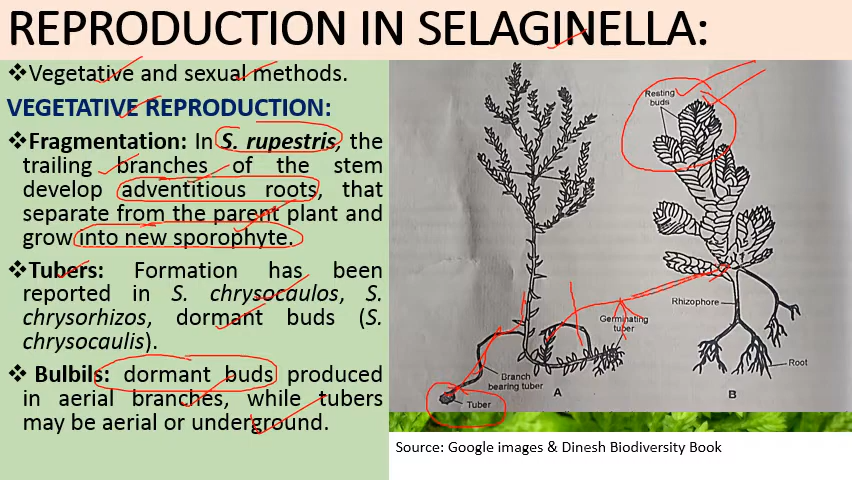 REPRODUCTION IN SELAGINELLA:
❖Vegetative and sexual methods.
VEGETATIVE REPRODUCTION:
❖Fragmentation: In S. rupestris, the
trailing branches of the stem
develop adventitious roots, that
separate from the parent plant and
grow into new sporophyte.
❖Tubers: Formation has been
reported in S. chrysocaulos, S.
chrysorhizos, dormant buds (S.
chrysocaulis).
❖ Bulbils: dormant buds produced
in aerial branches, while tubers
may be aerial or underground.
Resting
buds
Rhizophore
Germinating
tuber
Root
Branch
bearing tuber
Tuber
A
B
Source: Google images & Dinesh Biodiversity Book